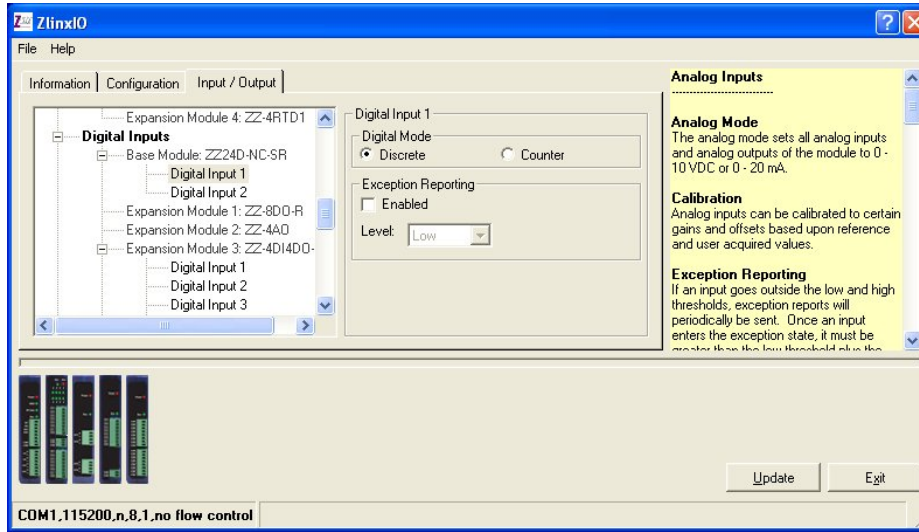 ZlinxIO
File Help
Information Configuration Input / Output
Expansion Module 4: ZZ-4RTD1
Digital Inputs
Base Module: ZZ24D-NC-SR
Digital Input 1
Digital Input 2
Expansion Module 1: ZZ-8DO-R
Expansion Module 2: ZZ-4AO
Expansion Module 3: ZZ-4DI4DO-
Digital Input 1
Digital Input 2
Digital Input 3
Digital Input 1
Digital Mode
Discrete Counter
Exception Reporting
Enabled
Level: Low
Analog Inputs
----------------------------
Analog Mode
The analog mode sets all analog inputs
and analog outputs of the module to 0 -
10 VDC or 0 - 20 mA.
Calibration
Analog inputs can be calibrated to certain
gains and offsets based upon reference
and user acquired values.
Exception Reporting
If an input goes outside the low and high
thresholds, exception reports will
periodically be sent. Once an input
enters the exception state, it must be
greater than the low threshold plus the
Update Exit
COM1,115200,n,8,1,no flow control